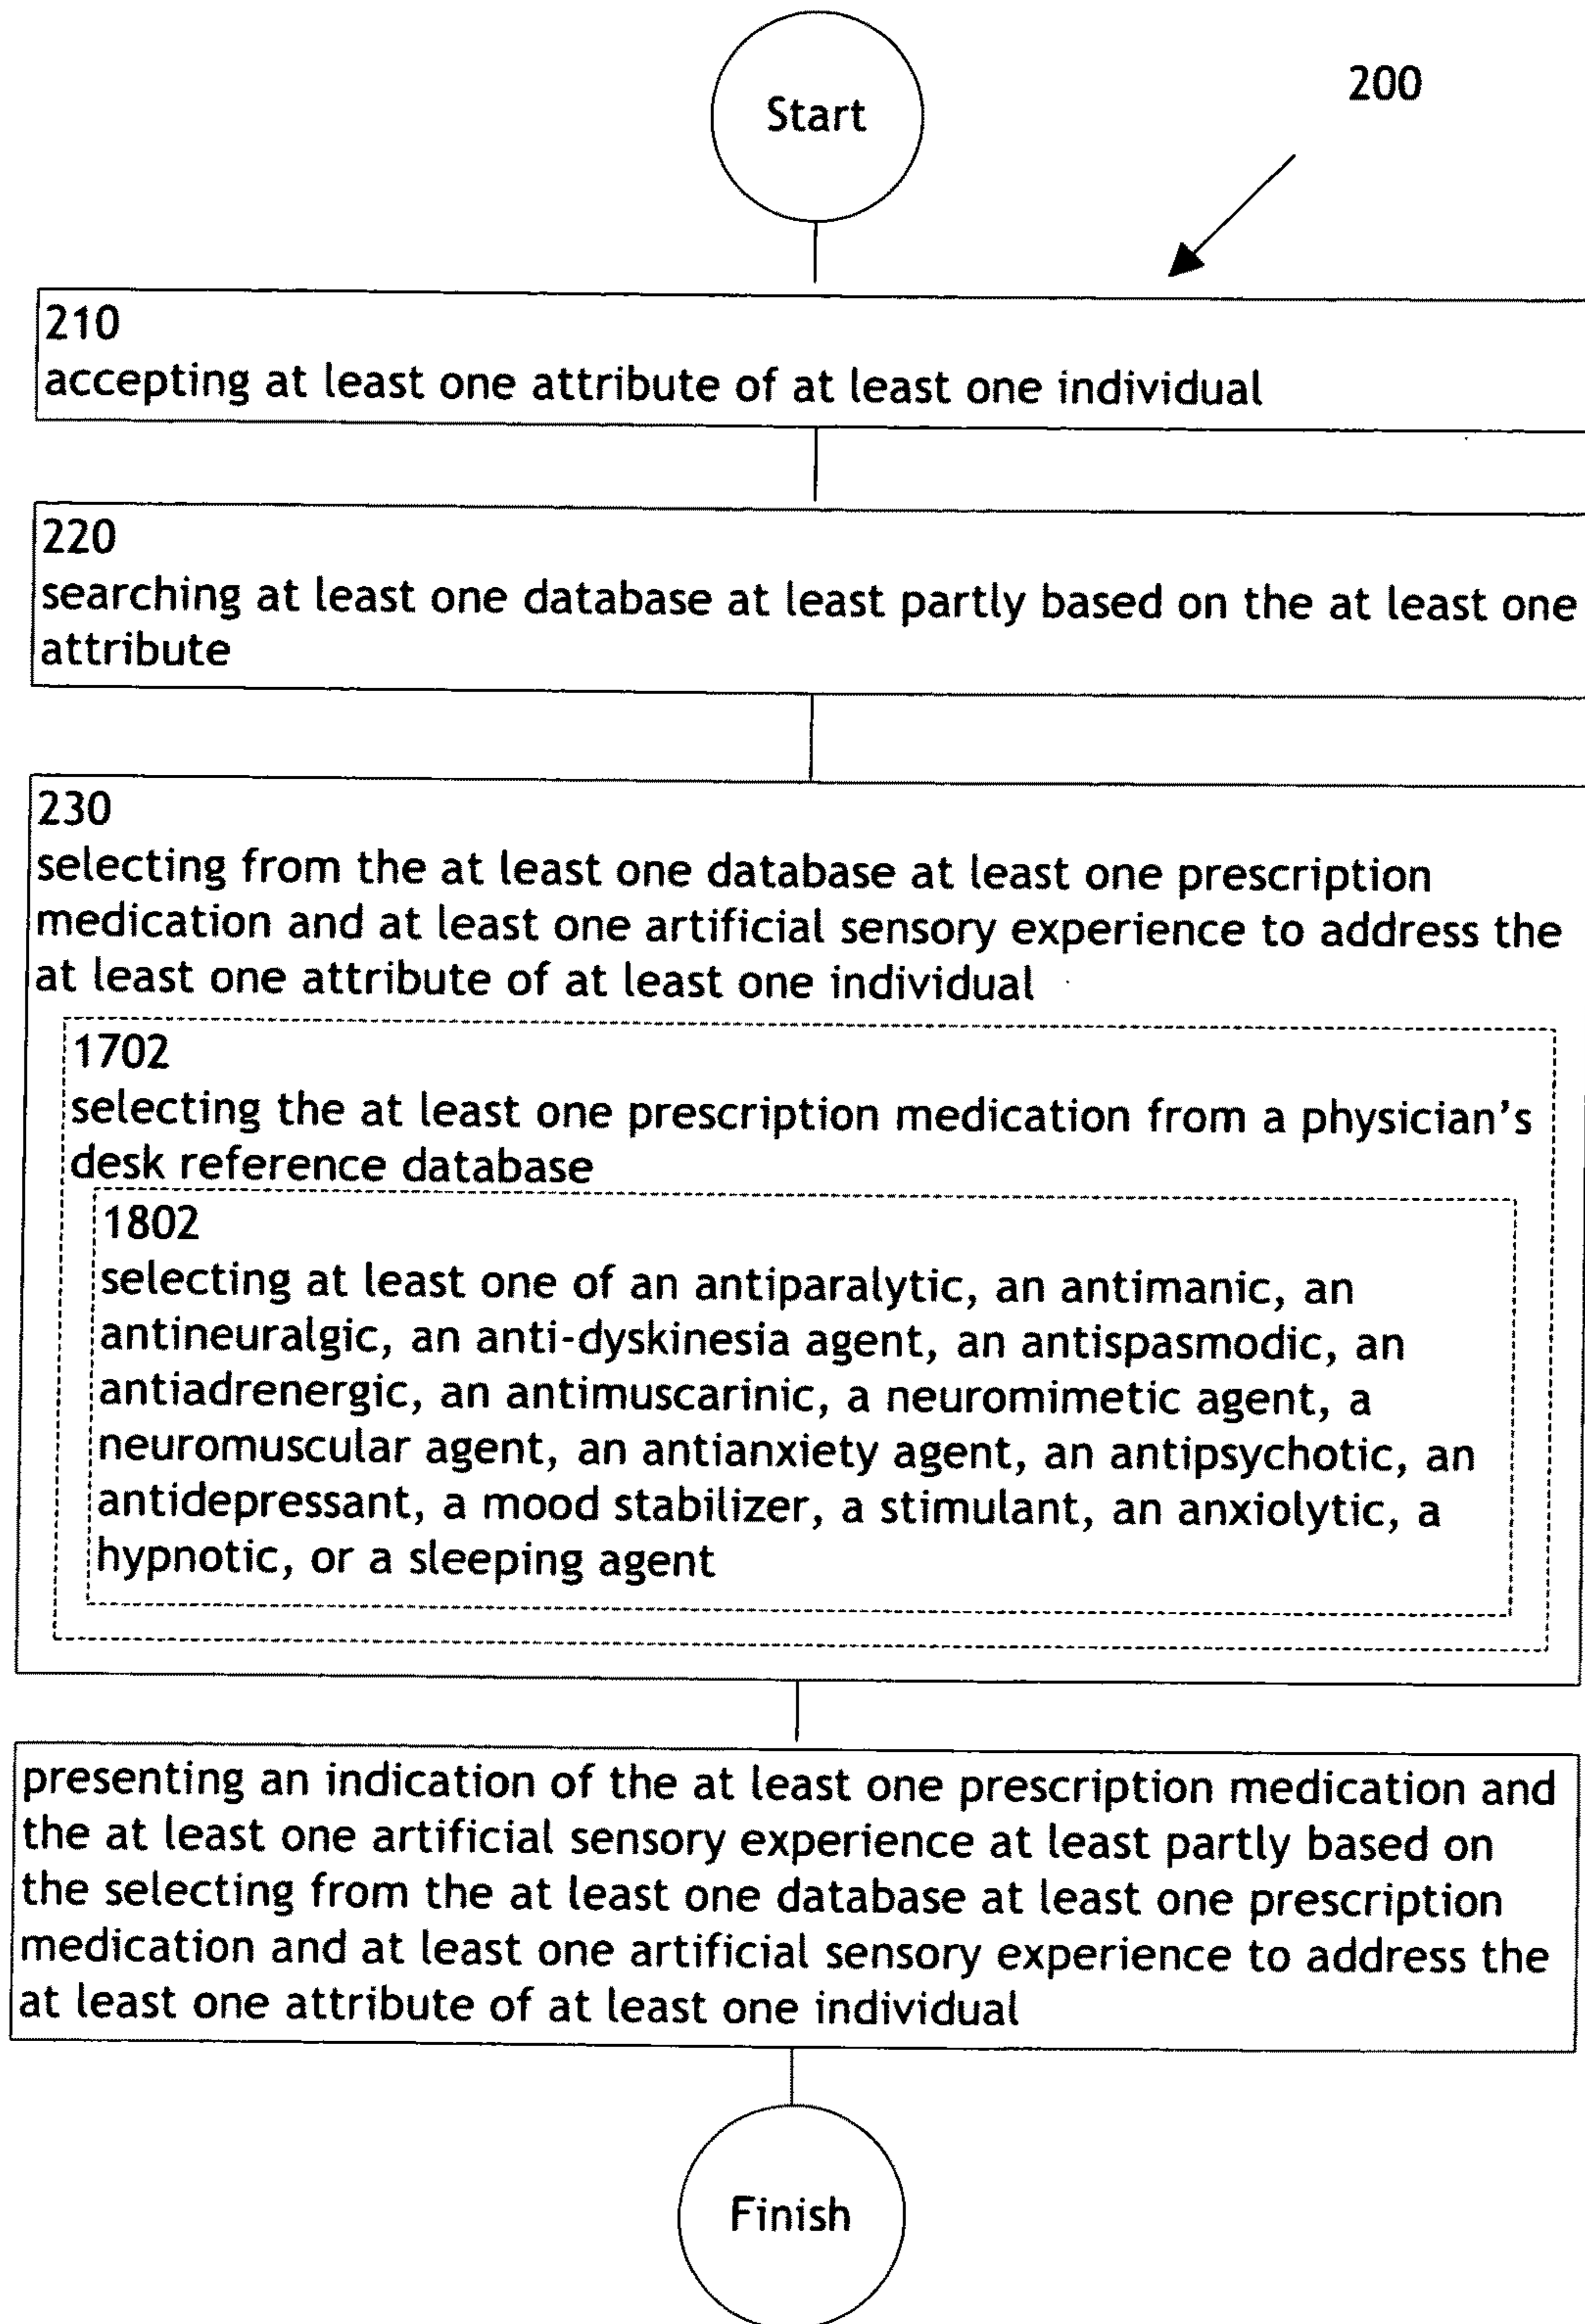 Start
200
210
accepting at least one attribute of at least one individual
220
searching at least one database at least partly based on the at least one
attribute
230
selecting from the at least one database at least one prescription
medication and at least one artificial sensory experience to address the
at least one attribute of at least one individual
1702
selecting the at least one prescription medication from a physician's
desk reference database
1802
selecting at least one of an antiparalytic, an antimanic, an
antineuralgic, an anti-dyskinesia agent, an antispasmodic, an
antiadrenergic, an antimuscarinic, a neuromimetic agent, a
neuromuscular agent, an antianxiety agent, an antipsychotic, an
antidepressant, a mood stabilizer, a stimulant, an anxiolytic, a
hypnotic, or a sleeping agent
presenting an indication of the at least one prescription medication and
the at least one artificial sensory experience at least partly based on
the selecting from the at least one database at least one prescription
medication and at least one artificial sensory experience to address the
at least one attribute of at least one individual
Finish